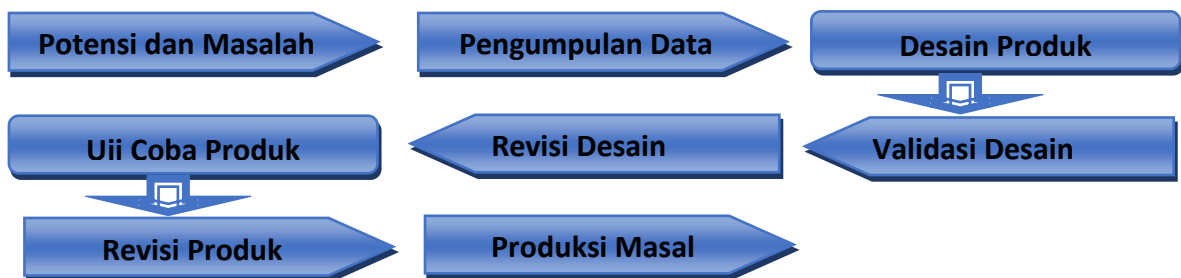 Potensi dan Masalah
Pengumpulan Data
Desain Produk
Validasi Desain
Revisi Desain
Uii Coba Produk
Revisi Produk
Produksi Masal